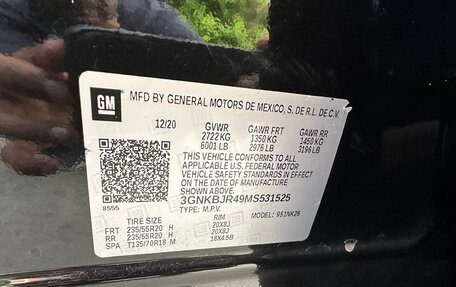 GM MFD BY GENERAL MOTORS DE MEXICO, S. DE R.L. DE C.V.
12/20 GVWR GAWR FRT GAWR RR
2722 KG 1350 KG 1450 KG
6001 LB 2976 LB 3196 LB
THIS VEHICLE CONFORMS TO ALL
APPLICABLE U.S. FEDERAL MOTOR
VEHICLE SAFETY STANDARDS IN EFFECT ON
THE DATE OF MANUFACTURE SHOWN ABOVE.
3GNKBJR49MS531525
8555 TYPE: M.P.V. MODEL: 951NK26
TIRE SIZE RIM
FRT 235/55R20 H 20X8J
RR 235/55R20 H 20X8J
SPA T135/70R18 M 18X4.5B